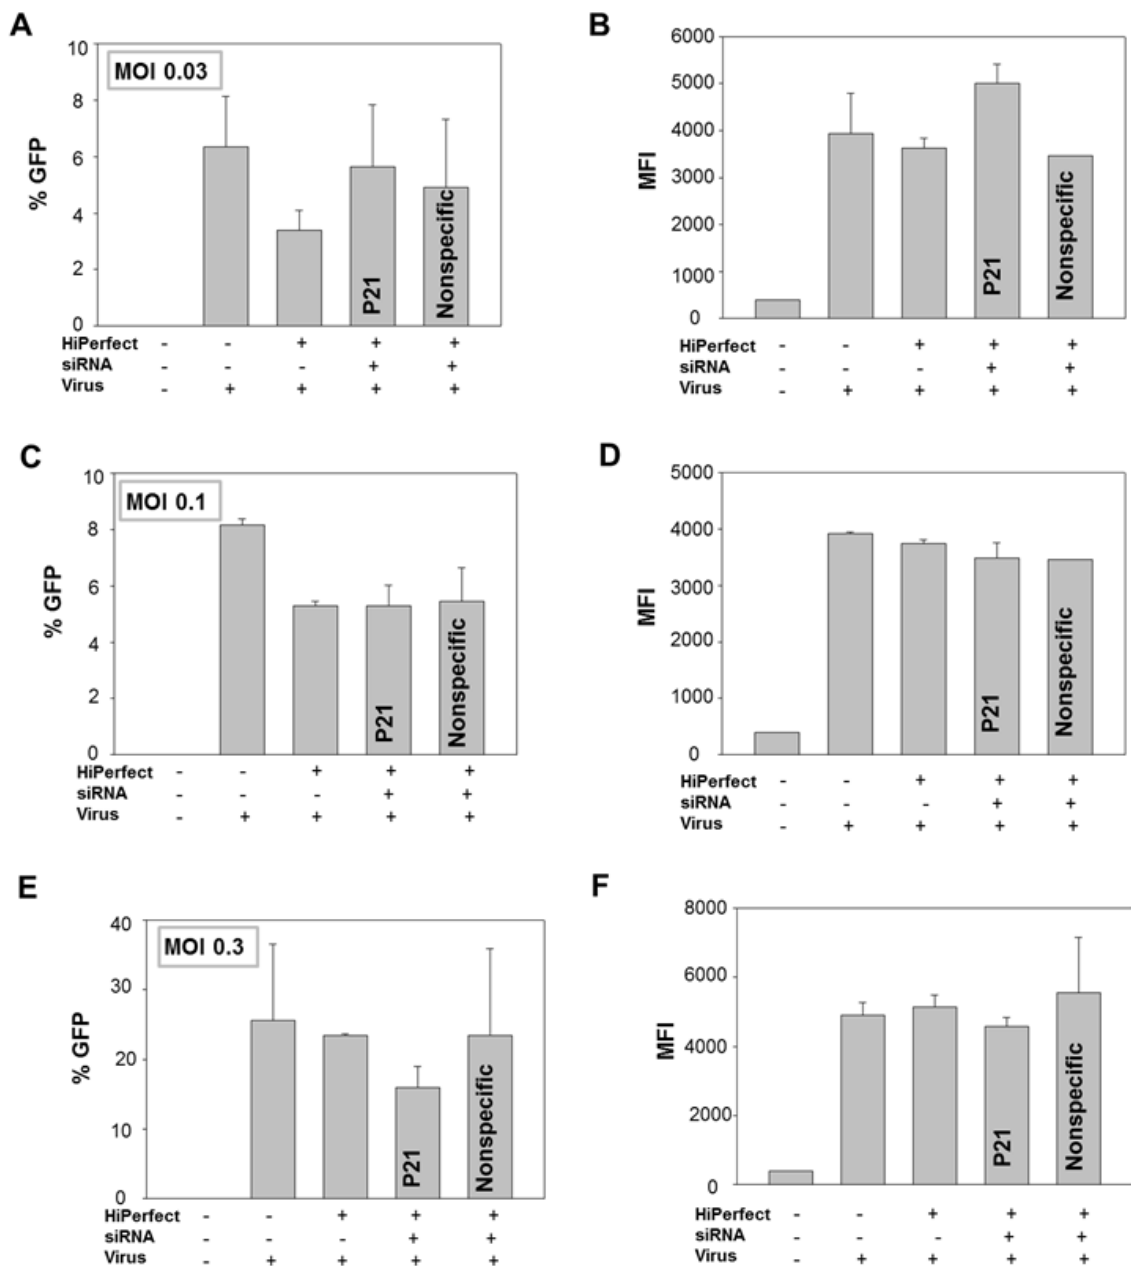 A
MOI 0.03
% GFP
10
8
6
4
2
0
P21
Nonspecific
HiPerfect - - + + +
siRNA - - - + +
Virus - + + + +
B
MFI
6000
5000
4000
3000
2000
1000
0
P21
Nonspecific
HiPerfect - - + + +
siRNA - - - + +
Virus - + + + +
C
MOI 0.1
% GFP
10
8
6
4
2
0
P21
Nonspecific
HiPerfect - - + + +
siRNA - - - + +
Virus - + + + +
D
MFI
5000
4000
3000
2000
1000
0
P21
Nonspecific
HiPerfect - - + + +
siRNA - - - + +
Virus - + + + +
E
MOI 0.3
% GFP
40
30
20
10
0
P21
Nonspecific
HiPerfect - - + + +
siRNA - - - + +
Virus - + + + +
F
MFI
8000
6000
4000
2000
0
P21
Nonspecific
HiPerfect - - + + +
siRNA - - - + +
Virus - + + + +